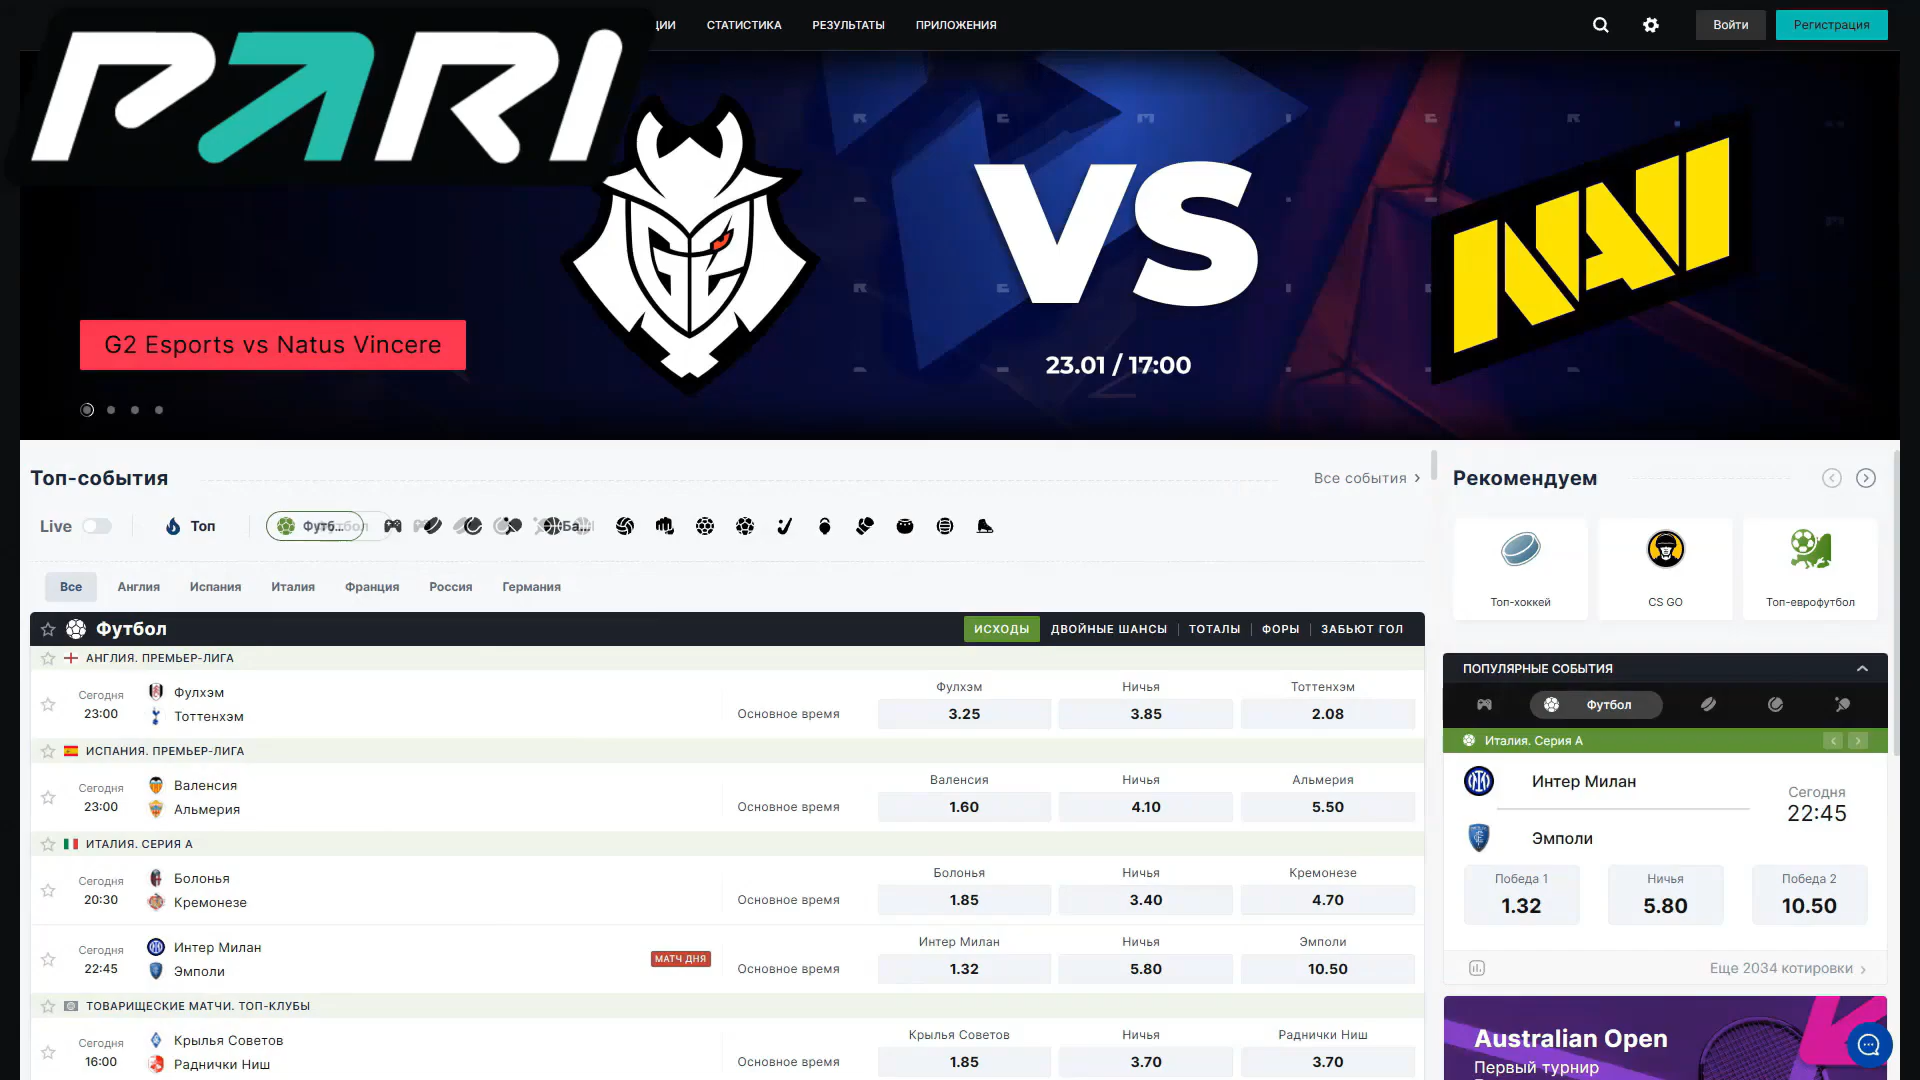 PARI
ЦИИ СТАТИСТИКА РЕЗУЛЬТАТЫ ПРИЛОЖЕНИЯ
Войти Регистрация
G2
VS
NAVI
23.01 / 17:00
G2 Esports vs Natus Vincere
Топ-события
Все события
Live Топ Футб... Ба...
Все Англия Испания Италия Франция Россия Германия
Футбол
ИСХОДЫ ДВОЙНЫЕ ШАНСЫ ТОТАЛЫ ФОРЫ ЗАБЬЮТ ГОЛ
АНГЛИЯ. ПРЕМЬЕР-ЛИГА
Сегодня
23:00
Фулхэм
Тоттенхэм
Основное время
Фулхэм Ничья Тоттенхэм
3.25 3.85 2.08
ИСПАНИЯ. ПРЕМЬЕР-ЛИГА
Сегодня
23:00
Валенсия
Альмерия
Основное время
Валенсия Ничья Альмерия
1.60 4.10 5.50
ИТАЛИЯ. СЕРИЯ А
Сегодня
20:30
Болонья
Кремонезе
Основное время
Болонья Ничья Кремонезе
1.85 3.40 4.70
Сегодня
22:45
Интер Милан
Эмполи
МАТЧ ДНЯ
Основное время
Интер Милан Ничья Эмполи
1.32 5.80 10.50
ТОВАРИЩЕСКИЕ МАТЧИ. ТОП-КЛУБЫ
Сегодня
16:00
Крылья Советов
Раднички Ниш
Основное время
Крылья Советов Ничья Раднички Ниш
1.85 3.70 3.70
Рекомендуем
Топ-хоккей CS GO Топ-еврофутбол
ПОПУЛЯРНЫЕ СОБЫТИЯ
Футбол
Италия. Серия А
Интер Милан
Эмполи
Сегодня
22:45
Победа 1 Ничья Победа 2
1.32 5.80 10.50
Еще 2034 котировки
Australian Open
Первый турнир